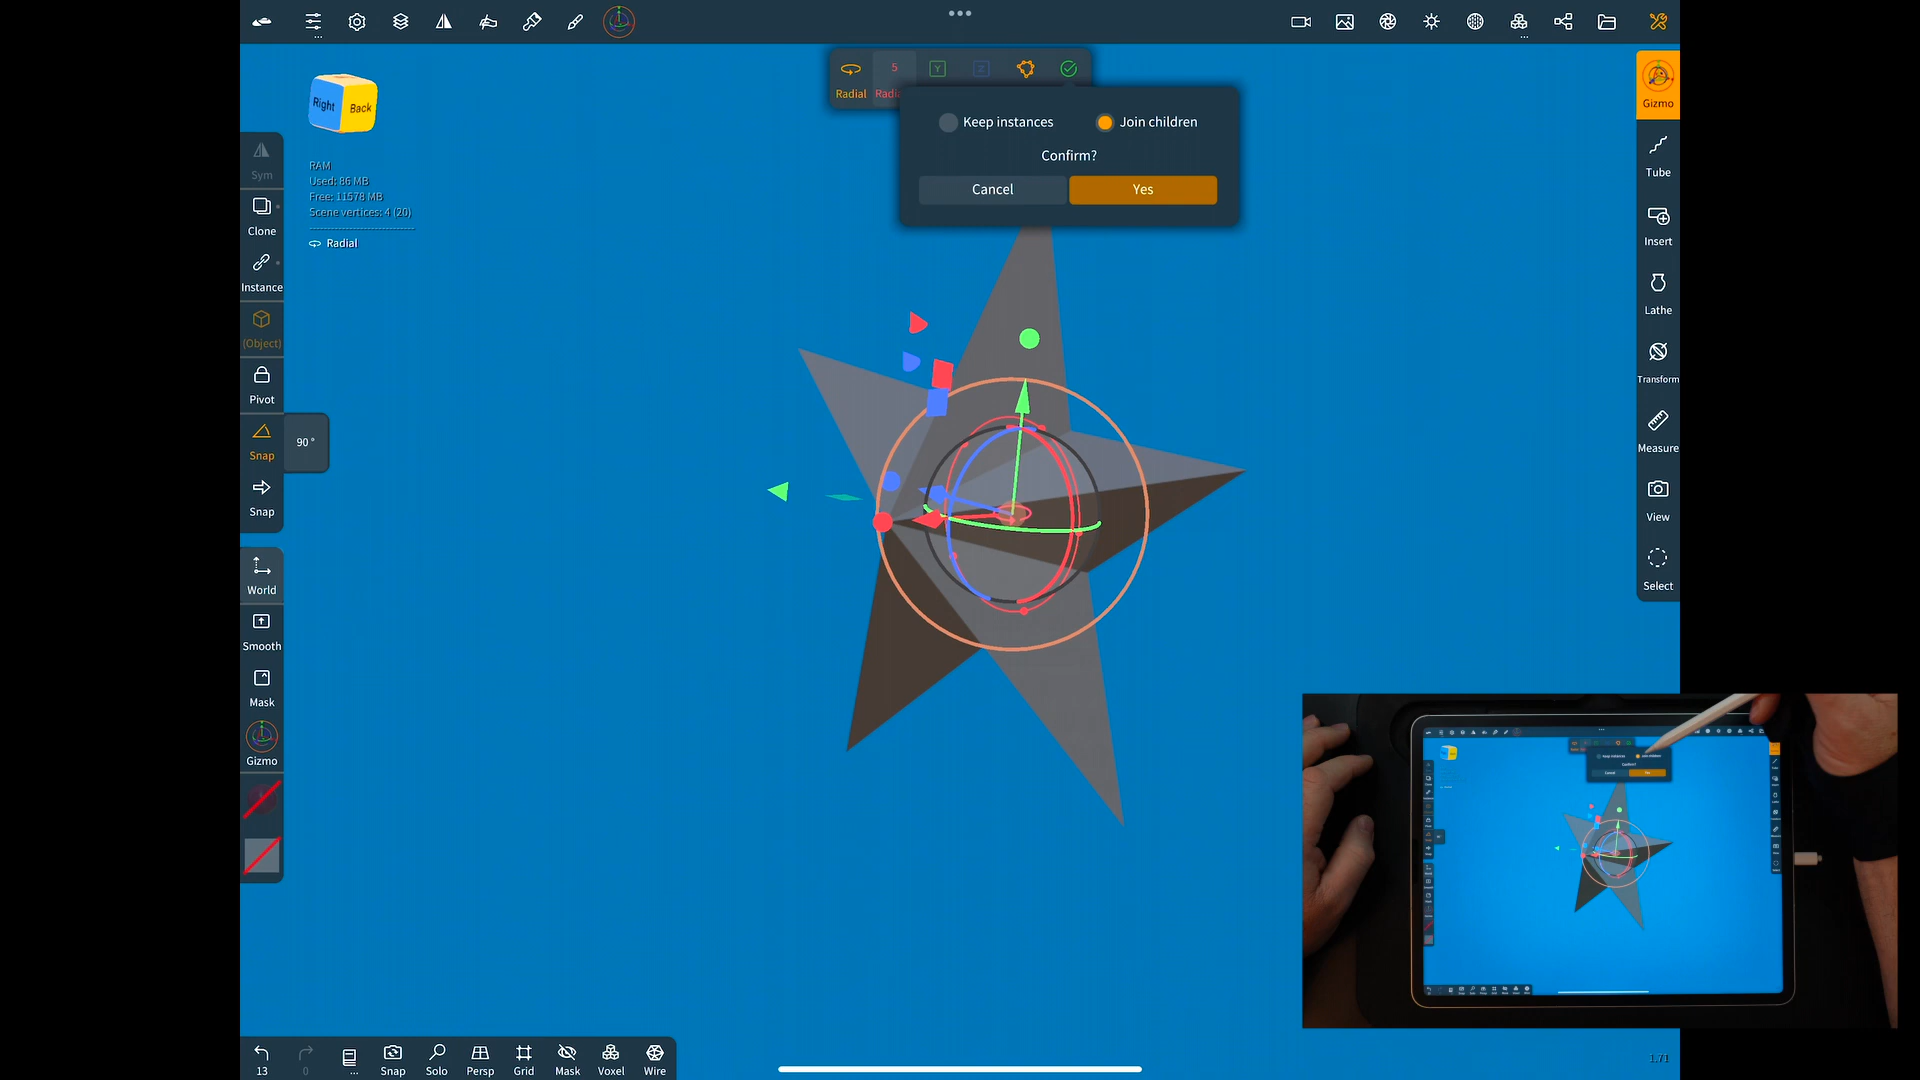 Radial
5
Radi
Y
Z
Keep instances
Join children
Confirm?
Cancel
Yes
Right
Back
RAM
Used: 86 MB
Free: 11578 MB
Scene vertices: 4 (20)
Radial
Sym
Clone
Instance
(Object)
Pivot
Snap
90 °
Snap
World
Smooth
Mask
Gizmo
Gizmo
Tube
Insert
Lathe
Transform
Measure
View
Select
13
0
...
Snap
Solo
Persp
Grid
Mask
Voxel
Wire
1.71